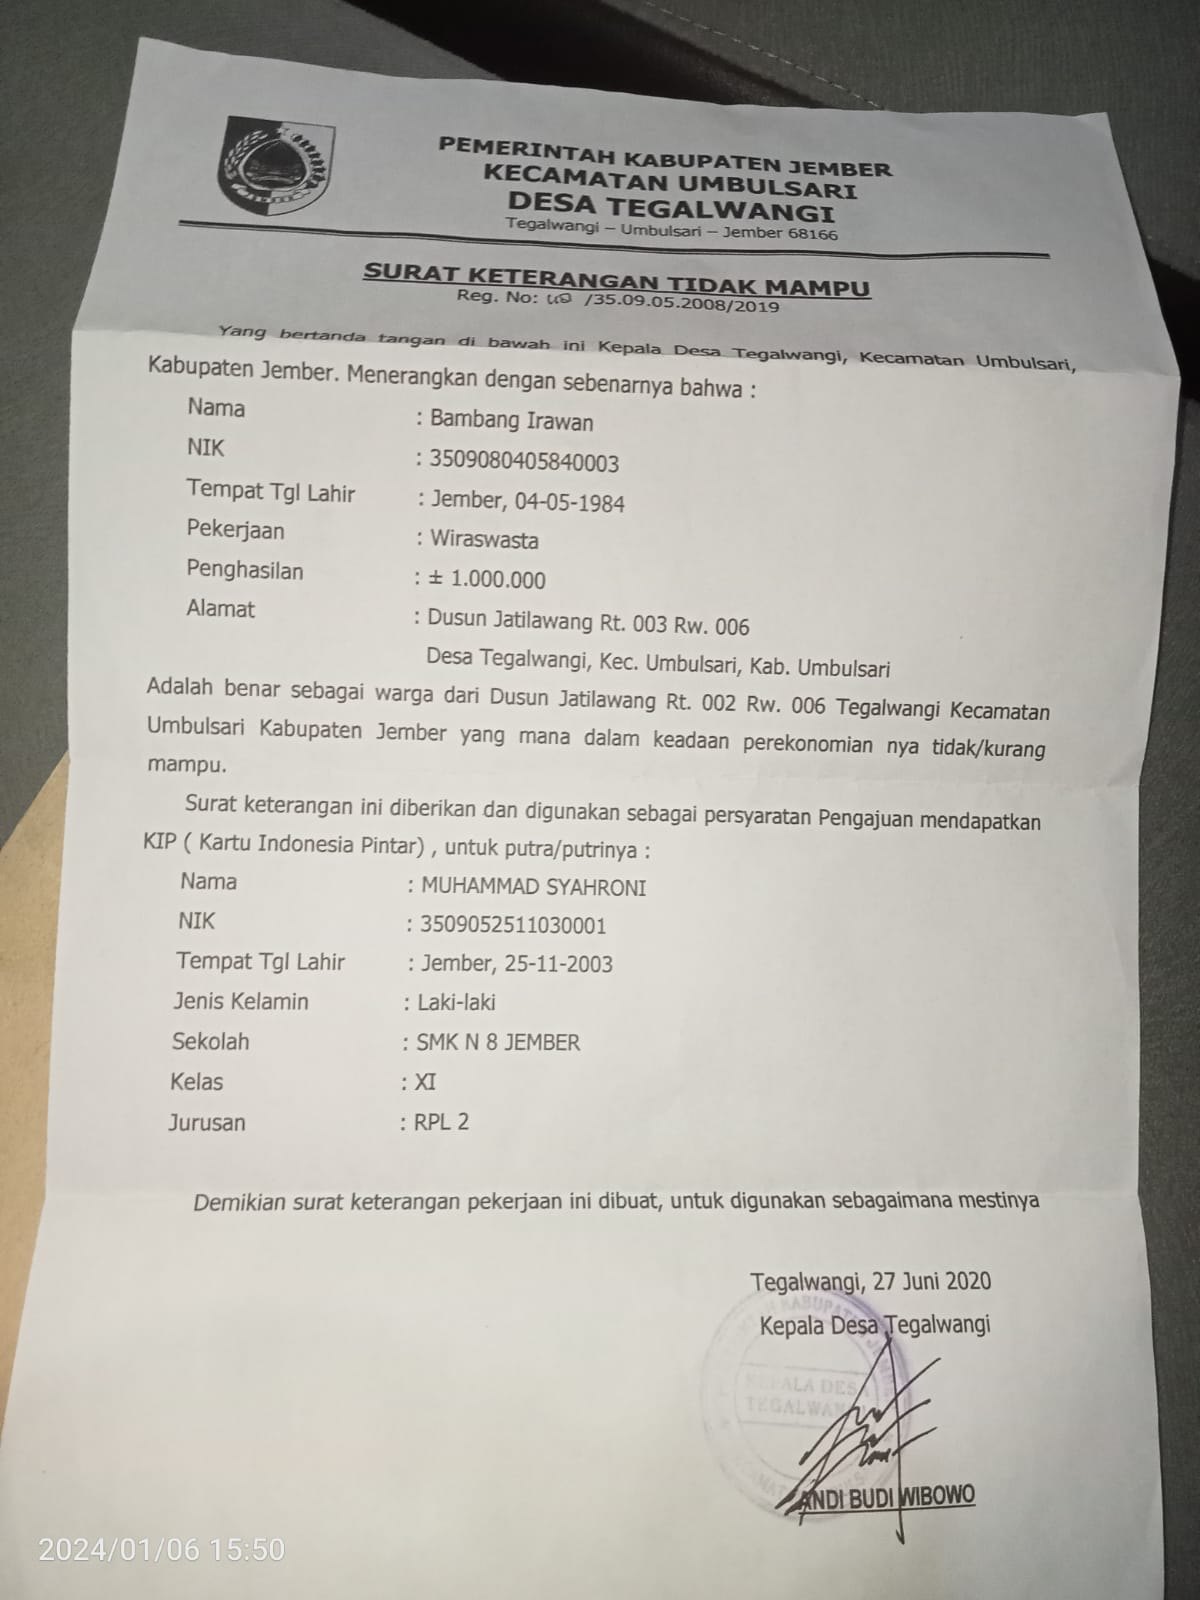 PEMERINTAH KABUPATEN JEMBER
KECAMATAN UMBULSARI
DESA TEGALWANGI
Tegalwangi – Umbulsari – Jember 68166
SURAT KETERANGAN TIDAK MAMPU
Reg. No: /35.09.05.2008/2019
Yang bertanda tangan di bawah ini Kepala Desa Tegalwangi, Kecamatan Umbulsari,
Kabupaten Jember. Menerangkan dengan sebenarnya bahwa :
Nama : Bambang Irawan
NIK : 3509080405840003
Tempat Tgl Lahir : Jember, 04-05-1984
Pekerjaan : Wiraswasta
Penghasilan : ± 1.000.000
Alamat : Dusun Jatilawang Rt. 003 Rw. 006
Desa Tegalwangi, Kec. Umbulsari, Kab. Umbulsari
Adalah benar sebagai warga dari Dusun Jatilawang Rt. 002 Rw. 006 Tegalwangi Kecamatan
Umbulsari Kabupaten Jember yang mana dalam keadaan perekonomian nya tidak/kurang
mampu.
Surat keterangan ini diberikan dan digunakan sebagai persyaratan Pengajuan mendapatkan
KIP ( Kartu Indonesia Pintar) , untuk putra/putrinya :
Nama : MUHAMMAD SYAHRONI
NIK : 3509052511030001
Tempat Tgl Lahir : Jember, 25-11-2003
Jenis Kelamin : Laki-laki
Sekolah : SMK N 8 JEMBER
Kelas : XI
Jurusan : RPL 2
Demikian surat keterangan pekerjaan ini dibuat, untuk digunakan sebagaimana mestinya
Tegalwangi, 27 Juni 2020
Kepala Desa Tegalwangi
KEPALA DESA
ANDI BUDI WIBOWO
2024/01/06 15:50